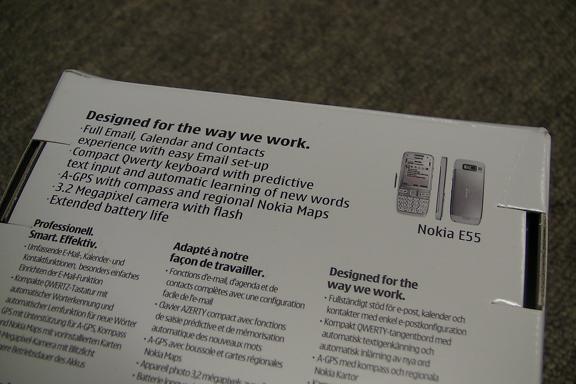 Designed for the way we work.
·Full Email, Calendar and Contacts
experience with easy Email set-up
·Compact Qwerty keyboard with predictive
text input and automatic learning of new words
·A-GPS with compass and regional Nokia Maps
·3.2 Megapixel camera with flash
·Extended battery life
Nokia E55
Professionell.
Smart. Effektiv.
• Umfassende E-Mail-, Kalender- und
Kontaktfunktionen, besonders einfaches
Einrichten der E-Mail-Funktion
• Kompakte QWERTZ-Tastatur mit
automatischer Worterkennung und
automatischer Lernfunktion für neue Wörter
GPS mit Unterstützung für A-GPS, Kompass
und Nokia Maps mit vorinstallierten Karten
Megapixel Kamera mit Blitzlicht
Betriebsdauer des Akkus
Adapté à notre
façon de travailler.
• Fonctions d'e-mail, d'agenda et de
contacts complètes avec une configuration
facile de l'e-mail
• Clavier AZERTY compact avec fonctions
de saisie prédictive et de mémorisation
automatique des nouveaux mots
• A-GPS avec boussole et cartes régionales
Nokia Maps
• Appareil photo 3,2 mégapixels
• Batterie
Designed for the
way we work.
• Fullständigt stöd för e-post, kalender och
kontakter med enkel e-postkonfiguration
• Kompakt QWERTY-tangentbord med
automatisk textigenkänning och
automatisk inlärning av nya ord
• A-GPS med kompass och regionala
Nokia Kartor